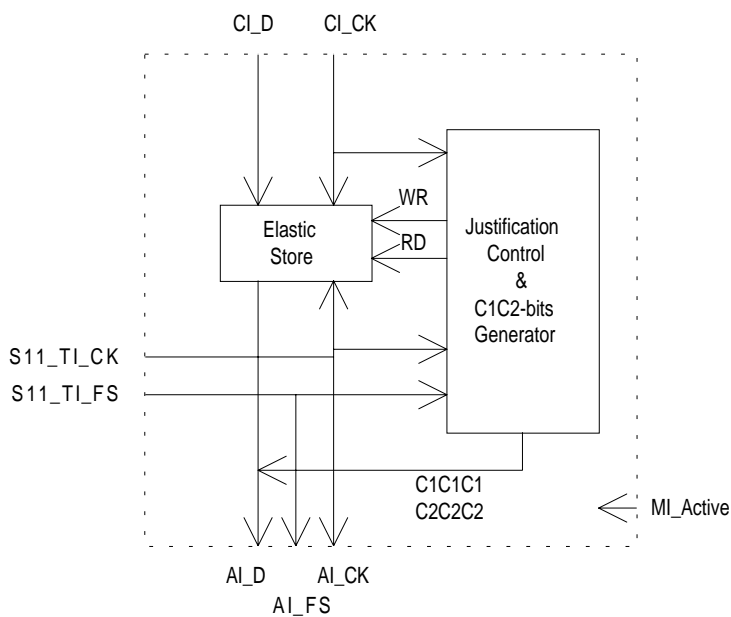 CI_D CI_CK
WR
RD
Elastic
Store
Justification
Control
&
C1C2-bits
Generator
S11_TI_CK
S11_TI_FS
C1C1C1
C2C2C2
MI_Active
AI_D AI_CK
AI_FS